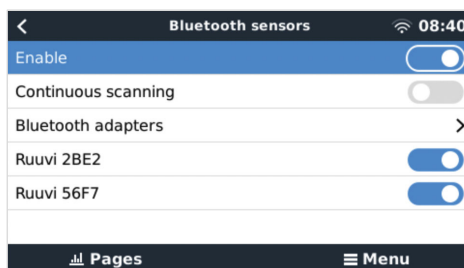 Bluetooth sensors 08:40
Enable
Continuous scanning
Bluetooth adapters
Ruuvi 2BE2
Ruuvi 56F7
Pages Menu